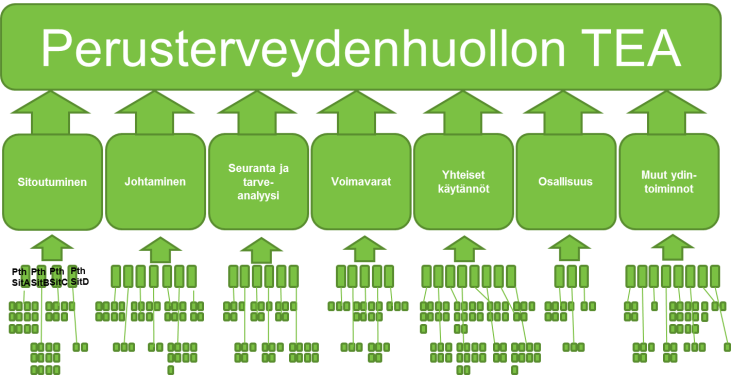 Perusterveydenhuollon TEA
Sitoutuminen
Johtaminen
Seuranta ja
tarve-
analyysi
Voimavarat
Yhteiset
käytännöt
Osallisuus
Muut ydin-
toiminnot
Pth Pth Pth Pth
SitA SitB SitC SitD